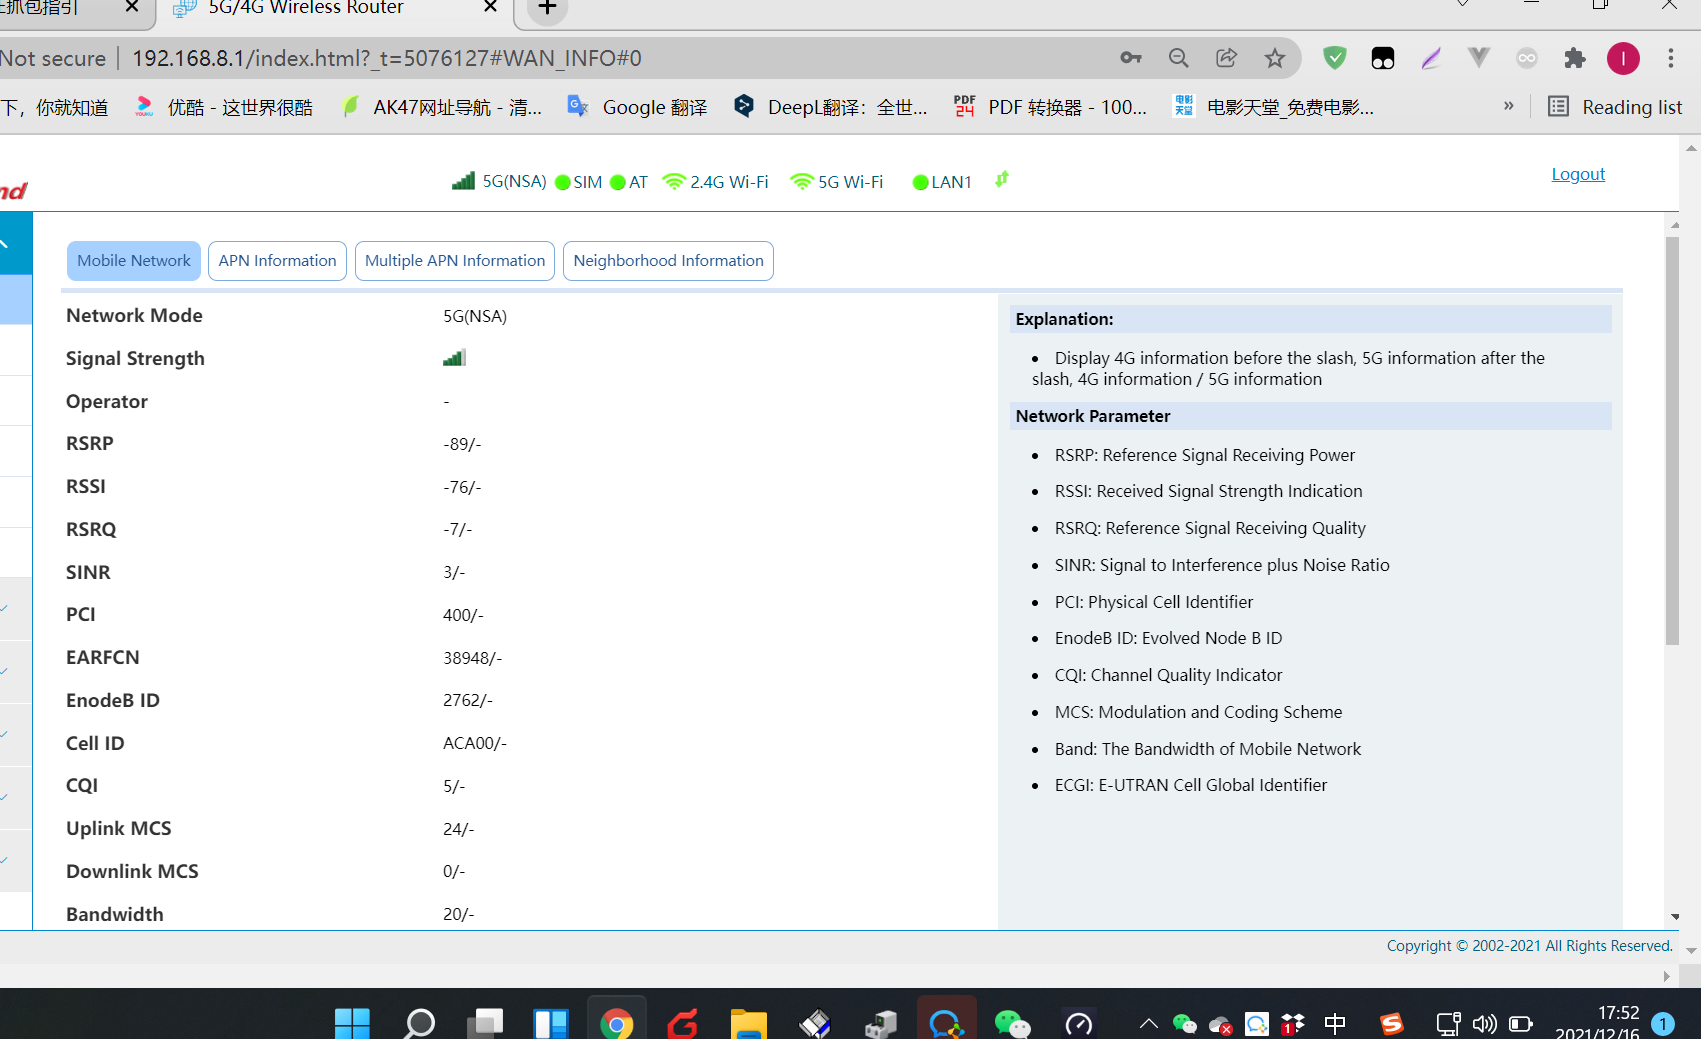 在抓包指引
5G/4G Wireless Router
Not secure 192.168.8.1/index.html?_t=5076127#WAN_INFO#0
下，你就知道 优酷 - 这世界很酷 AK47网址导航 - 清... Google 翻译 DeepL翻译：全世... PDF 转换器 - 100... 电影天堂_免费电影... » Reading list
YOUKU
PDF
24
电影
天堂
nd
5G(NSA) SIM AT 2.4G Wi-Fi 5G Wi-Fi LAN1
Logout
Mobile Network APN Information Multiple APN Information Neighborhood Information
Network Mode 5G(NSA)
Signal Strength
Operator -
RSRP -89/-
RSSI -76/-
RSRQ -7/-
SINR 3/-
PCI 400/-
EARFCN 38948/-
EnodeB ID 2762/-
Cell ID ACA00/-
CQI 5/-
Uplink MCS 24/-
Downlink MCS 0/-
Bandwidth 20/-
Explanation:
• Display 4G information before the slash, 5G information after the
slash, 4G information / 5G information
Network Parameter
• RSRP: Reference Signal Receiving Power
• RSSI: Received Signal Strength Indication
• RSRQ: Reference Signal Receiving Quality
• SINR: Signal to Interference plus Noise Ratio
• PCI: Physical Cell Identifier
• EnodeB ID: Evolved Node B ID
• CQI: Channel Quality Indicator
• MCS: Modulation and Coding Scheme
• Band: The Bandwidth of Mobile Network
• ECGI: E-UTRAN Cell Global Identifier
Copyright © 2002-2021 All Rights Reserved.
中
17:52
2021/12/16
1